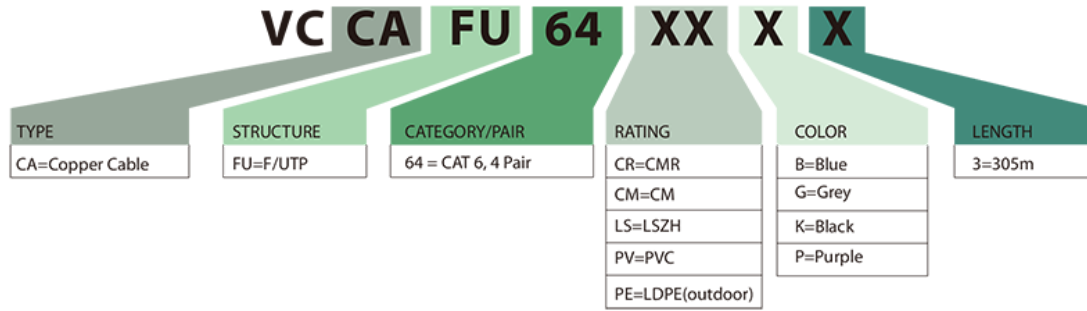 VC CA FU 64 XX X X
TYPE STRUCTURE CATEGORY/PAIR RATING COLOR LENGTH
CA=Copper Cable FU=F/UTP 64 = CAT 6, 4 Pair CR=CMR B=Blue 3=305m
CM=CM G=Grey
LS=LSZH K=Black
PV=PVC P=Purple
PE=LDPE(outdoor)